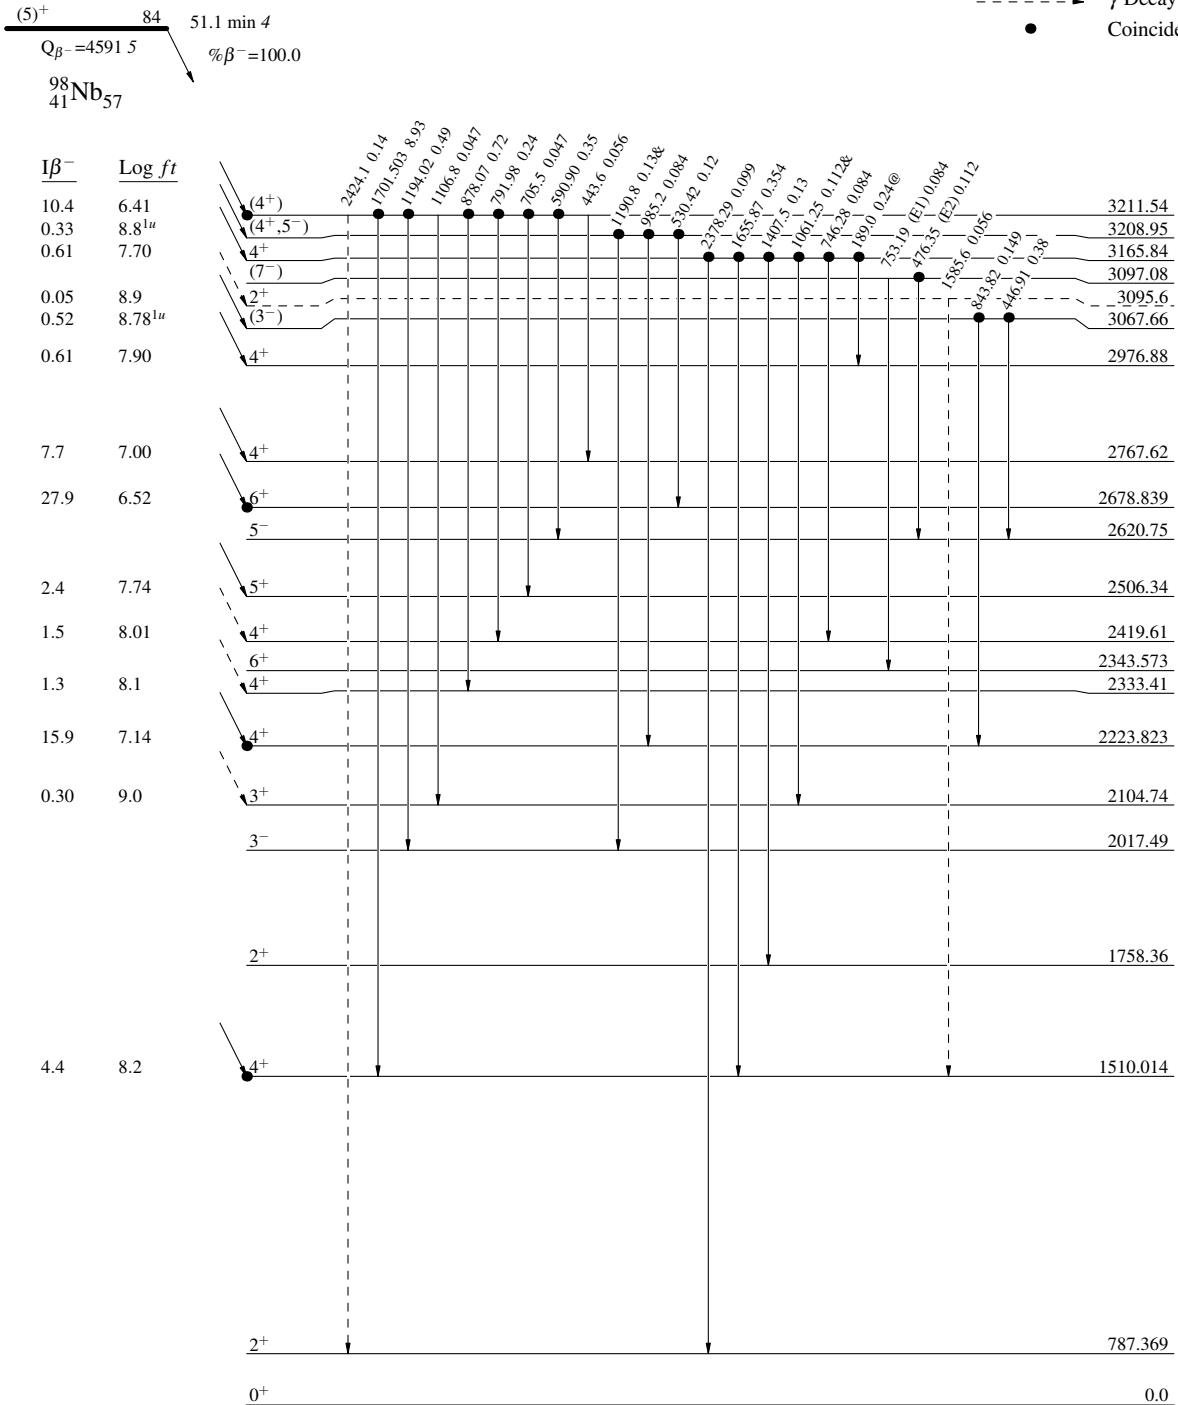 γ Decay
(5)⁺ 84 51.1 min 4
Coincide
Qβ⁻=4591 5
%β⁻=100.0
⁹⁸₄₁Nb₅₇
Iβ⁻ Log ft
2424.1 0.14
1701.503 8.93
1194.02 0.49
1106.8 0.047
878.07 0.72
791.98 0.24
705.5 0.047
590.90 0.35
443.6 0.056
1190.8 0.13&
985.2 0.084
530.42 0.12
2378.29 0.099
1655.87 0.354
1407.5 0.13
1061.25 0.112&
746.28 0.084
189.0 0.24@
753.19 (E1) 0.084
476.35 (E2) 0.112
1585.6 0.056
843.82 0.149
446.91 0.38
10.4 6.41 (4⁺) 3211.54
0.33 8.8¹ᵘ (4⁺,5⁻) 3208.95
0.61 7.70 4⁺ 3165.84
(7⁻) 3097.08
0.05 8.9 2⁺ 3095.6
0.52 8.78¹ᵘ (3⁻) 3067.66
0.61 7.90 4⁺ 2976.88
7.7 7.00 4⁺ 2767.62
27.9 6.52 6⁺ 2678.839
5⁻ 2620.75
2.4 7.74 5⁺ 2506.34
1.5 8.01 4⁺ 2419.61
6⁺ 2343.573
1.3 8.1 4⁺ 2333.41
15.9 7.14 4⁺ 2223.823
0.30 9.0 3⁺ 2104.74
3⁻ 2017.49
2⁺ 1758.36
4.4 8.2 4⁺ 1510.014
2⁺ 787.369
0⁺ 0.0